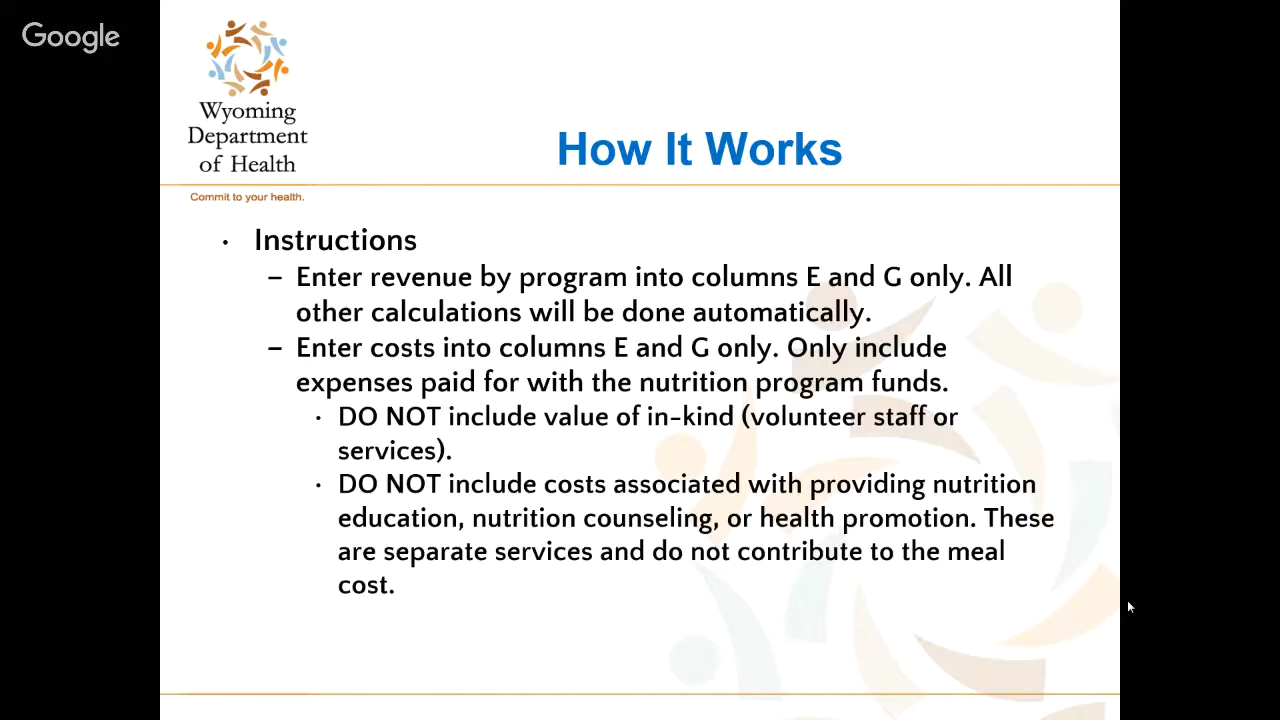 Google
Wyoming
Department
of Health
Commit to your health.
How It Works
• Instructions
– Enter revenue by program into columns E and G only. All
other calculations will be done automatically.
– Enter costs into columns E and G only. Only include
expenses paid for with the nutrition program funds.
• DO NOT include value of in-kind (volunteer staff or
services).
• DO NOT include costs associated with providing nutrition
education, nutrition counseling, or health promotion. These
are separate services and do not contribute to the meal
cost.